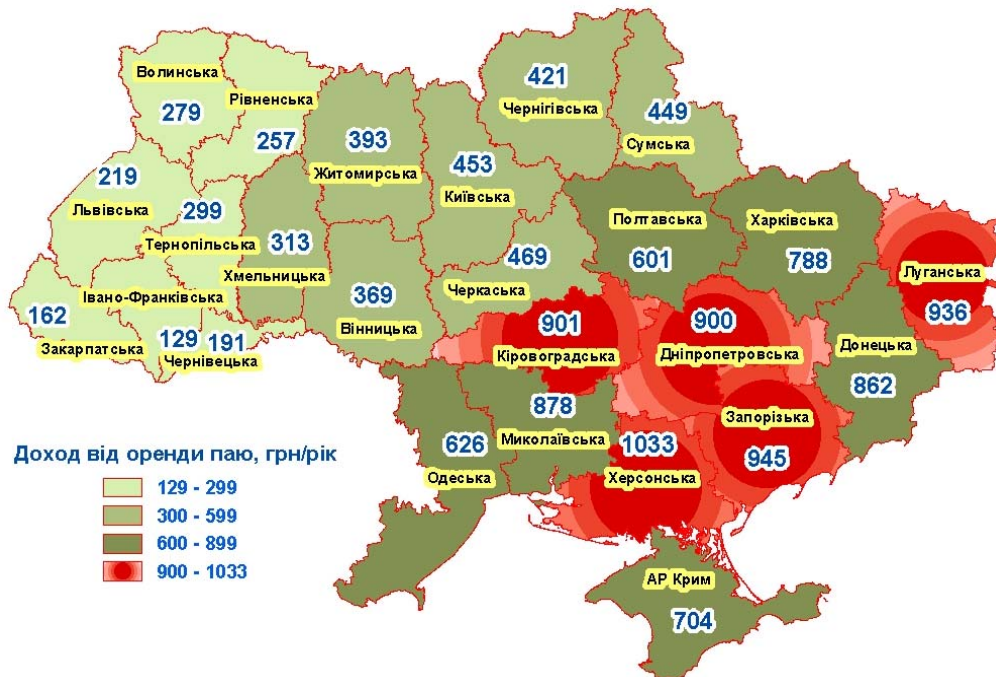 Волинська
279
Рівненська
257
393
Житомирська
453
Київська
421
Чернігівська
449
Сумська
219
Львівська
299
Тернопільська
313
Хмельницька
369
Вінницька
469
Черкаська
Полтавська
601
Харківська
788
Луганська
936
162
Закарпатська
Івано-Франківська
129
191
Чернівецька
901
Кіровоградська
900
Дніпропетровська
Донецька
862
878
Миколаївська
Запорізька
945
626
Одеська
1033
Херсонська
АР Крим
704
Доход від оренди паю, грн/рік
129 - 299
300 - 599
600 - 899
900 - 1033